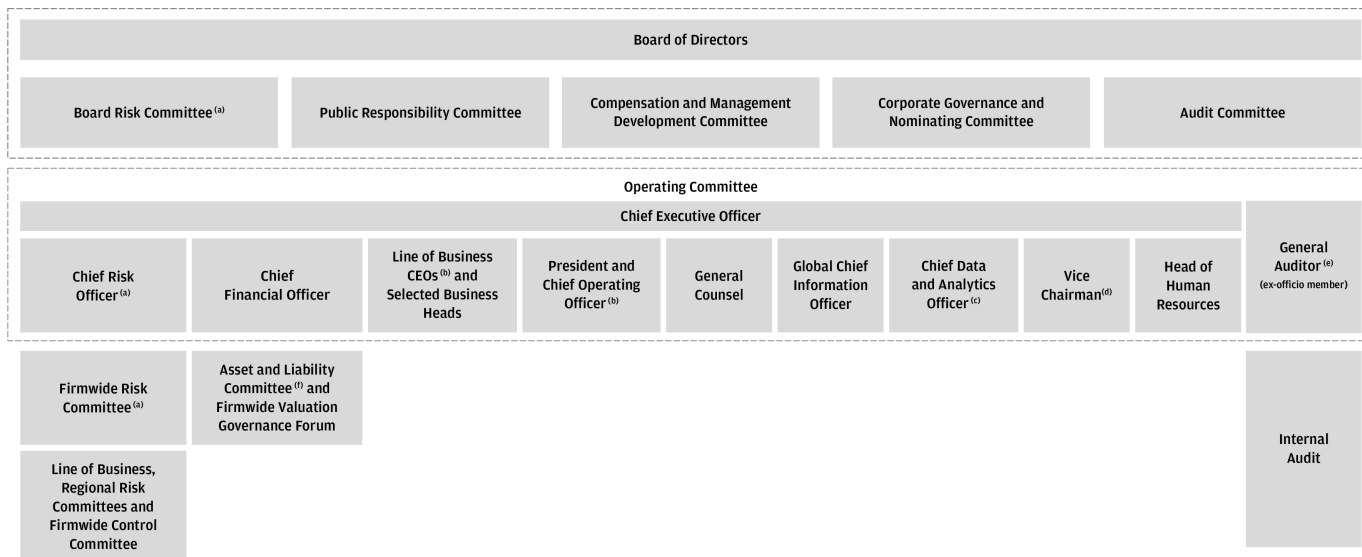 Board of Directors
Board Risk Committee (a)
Public Responsibility Committee
Compensation and Management
Development Committee
Corporate Governance and
Nominating Committee
Audit Committee
Operating Committee
Chief Executive Officer
Chief Risk
Officer (a)
Chief
Financial Officer
Line of Business
CEOs (b) and
Selected Business
Heads
President and
Chief Operating
Officer (b)
General
Counsel
Global Chief
Information
Officer
Chief Data
and Analytics
Officer (c)
Vice
Chairman(d)
Head of
Human
Resources
General
Auditor (e)
(ex-officio member)
Firmwide Risk
Committee (a)
Asset and Liability
Committee (f) and
Firmwide Valuation
Governance Forum
Internal
Audit
Line of Business,
Regional Risk
Committees and
Firmwide Control
Committee